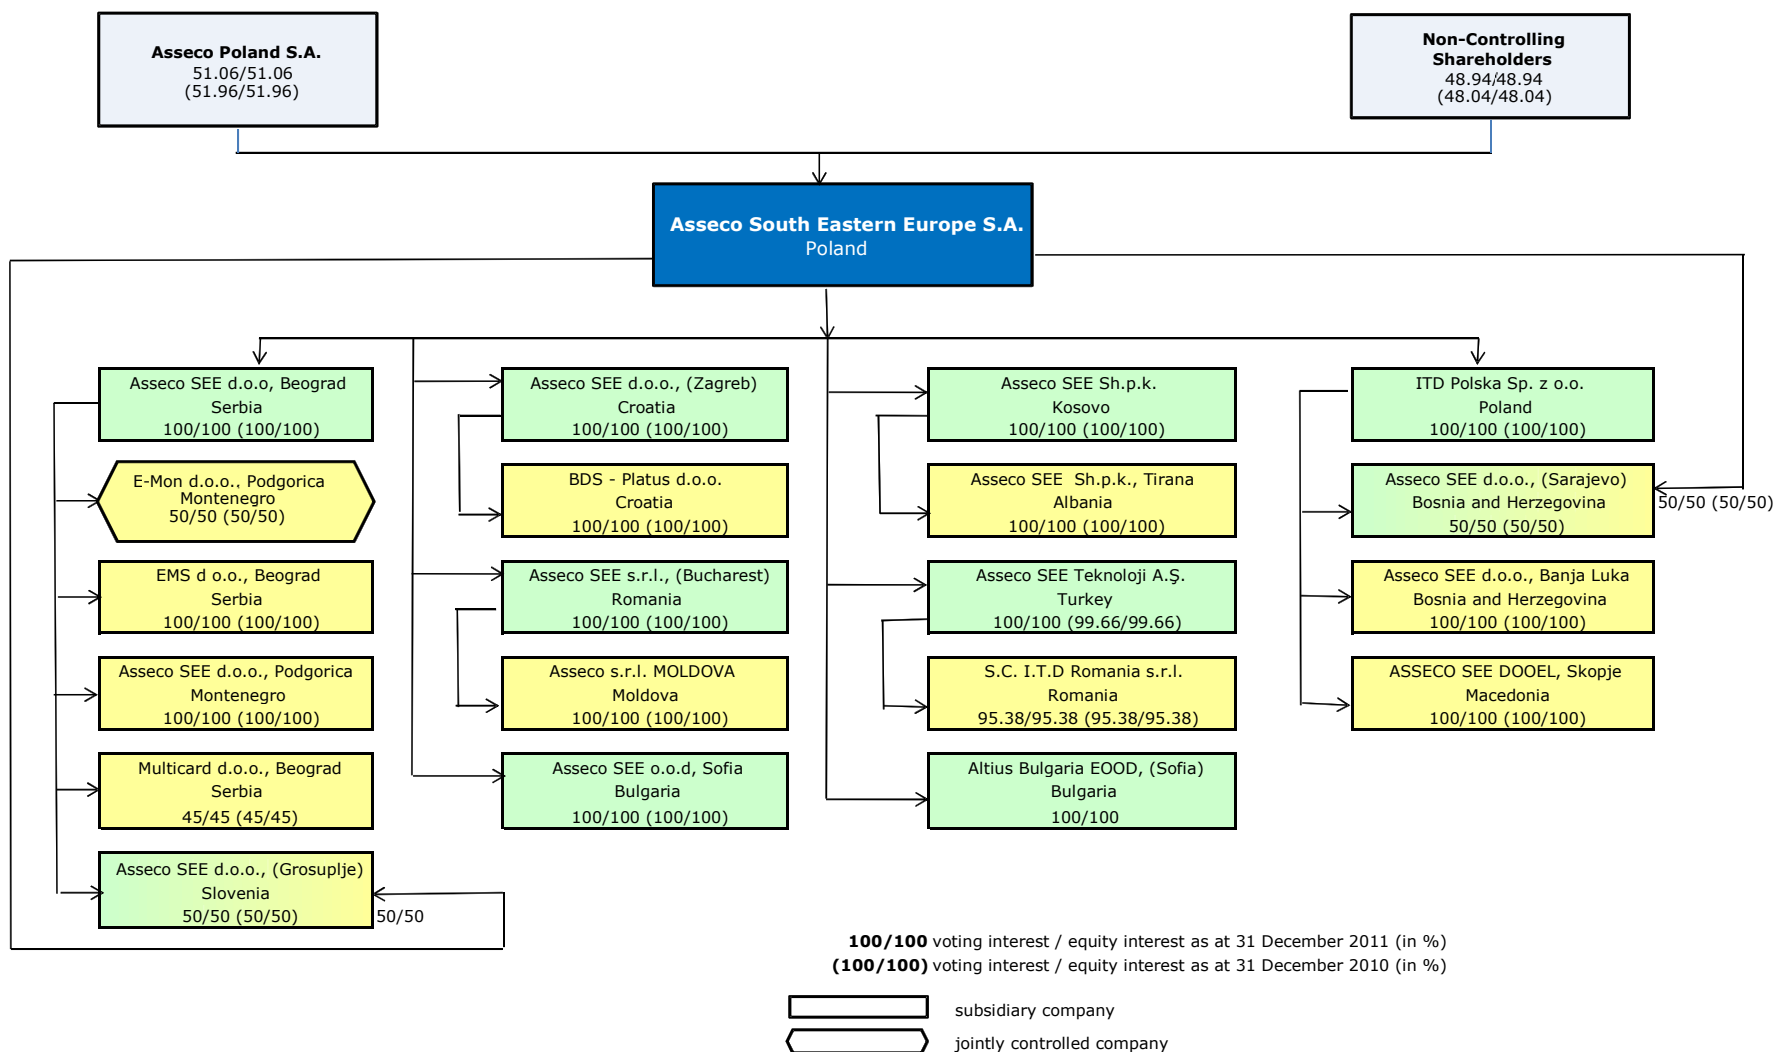 Asseco Poland S.A.
51.06/51.06
(51.96/51.96)
Non-Controlling
Shareholders
48.94/48.94
(48.04/48.04)
Asseco South Eastern Europe S.A.
Poland
Asseco SEE d.o.o, Beograd
Serbia
100/100 (100/100)
E-Mon d.o.o., Podgorica
Montenegro
50/50 (50/50)
EMS d o.o., Beograd
Serbia
100/100 (100/100)
Asseco SEE d.o.o., Podgorica
Montenegro
100/100 (100/100)
Multicard d.o.o., Beograd
Serbia
45/45 (45/45)
Asseco SEE d.o.o., (Grosuplje)
Slovenia
50/50 (50/50)
50/50
Asseco SEE d.o.o., (Zagreb)
Croatia
100/100 (100/100)
BDS - Platus d.o.o.
Croatia
100/100 (100/100)
Asseco SEE s.r.l., (Bucharest)
Romania
100/100 (100/100)
Asseco s.r.l. MOLDOVA
Moldova
100/100 (100/100)
Asseco SEE o.o.d, Sofia
Bulgaria
100/100 (100/100)
Asseco SEE Sh.p.k.
Kosovo
100/100 (100/100)
Asseco SEE  Sh.p.k., Tirana
Albania
100/100 (100/100)
Asseco SEE Teknoloji A.Ş.
Turkey
100/100 (99.66/99.66)
S.C. I.T.D Romania s.r.l.
Romania
95.38/95.38 (95.38/95.38)
Altius Bulgaria EOOD, (Sofia)
Bulgaria
100/100
ITD Polska Sp. z o.o.
Poland
100/100 (100/100)
Asseco SEE d.o.o., (Sarajevo)
Bosnia and Herzegovina
50/50 (50/50)
50/50 (50/50)
Asseco SEE d.o.o., Banja Luka
Bosnia and Herzegovina
100/100 (100/100)
ASSECO SEE DOOEL, Skopje
Macedonia
100/100 (100/100)
100/100 voting interest / equity interest as at 31 December 2011 (in %)
(100/100) voting interest / equity interest as at 31 December 2010 (in %)
subsidiary company
jointly controlled company